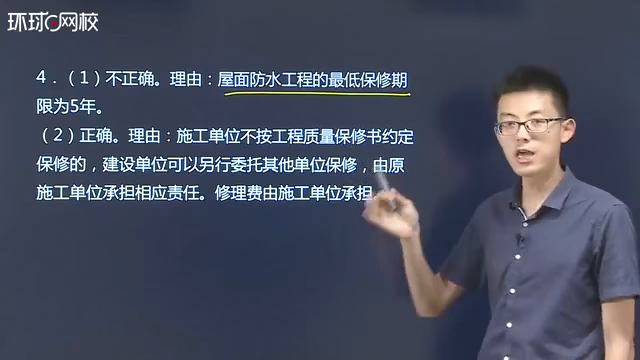 环球网校
4．（1）不正确。理由：屋面防水工程的最低保修期
限为5年。
（2）正确。理由：施工单位不按工程质量保修书约定
保修的，建设单位可以另行委托其他单位保修，由原
施工单位承担相应责任。修理费由施工单位承担